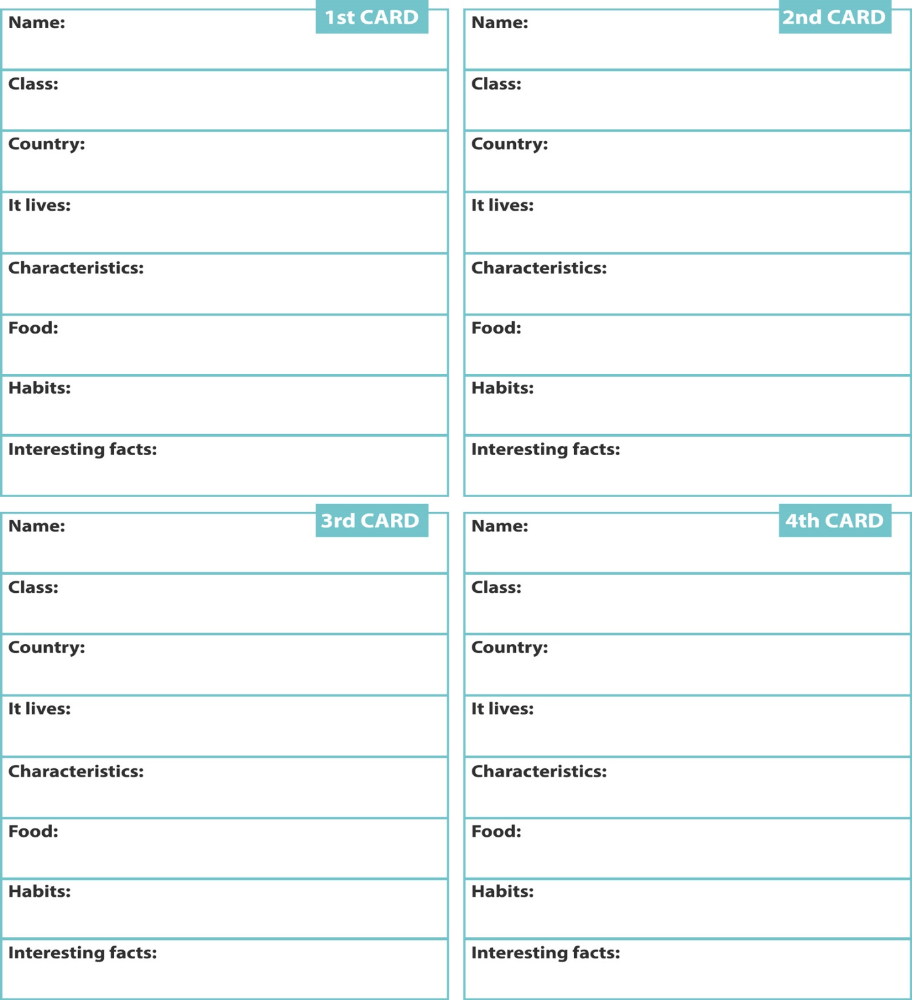 1st CARD
Name:
Class:
Country:
It lives:
Characteristics:
Food:
Habits:
Interesting facts:
2nd CARD
Name:
Class:
Country:
It lives:
Characteristics:
Food:
Habits:
Interesting facts:
3rd CARD
Name:
Class:
Country:
It lives:
Characteristics:
Food:
Habits:
Interesting facts:
4th CARD
Name:
Class:
Country:
It lives:
Characteristics:
Food:
Habits:
Interesting facts: